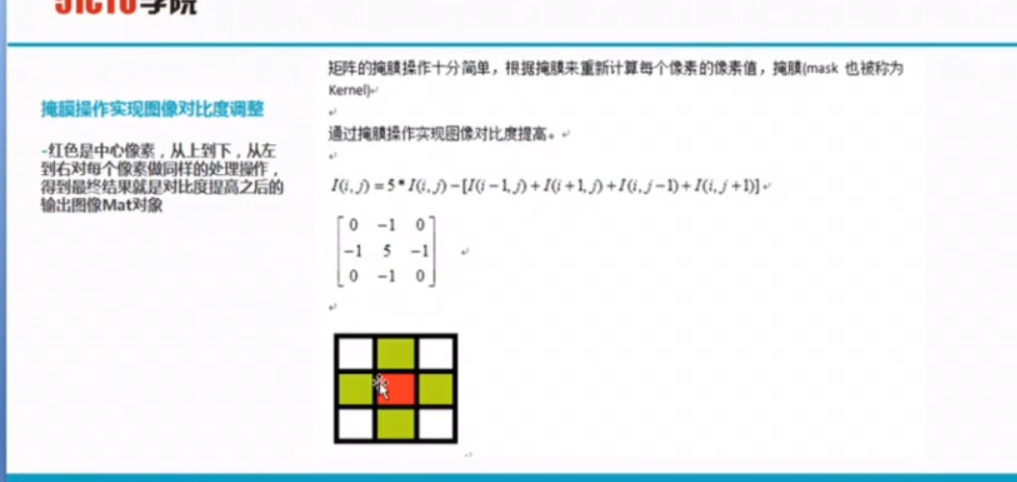 51CTO学院
掩膜操作实现图像对比度调整
-红色是中心像素，从上到下，从左
到右对每个像素做同样的处理操作，
得到最终结果就是对比度提高之后的
输出图像Mat对象
矩阵的掩膜操作十分简单，根据掩膜来重新计算每个像素的像素值，掩膜(mask 也被称为
Kernel)
通过掩膜操作实现图像对比度提高。
I(i, j) = 5 * I(i, j) − [I(i − 1, j) + I(i + 1, j) + I(i, j − 1) + I(i, j + 1)]
0 −1 0
−1 5 −1
0 −1 0